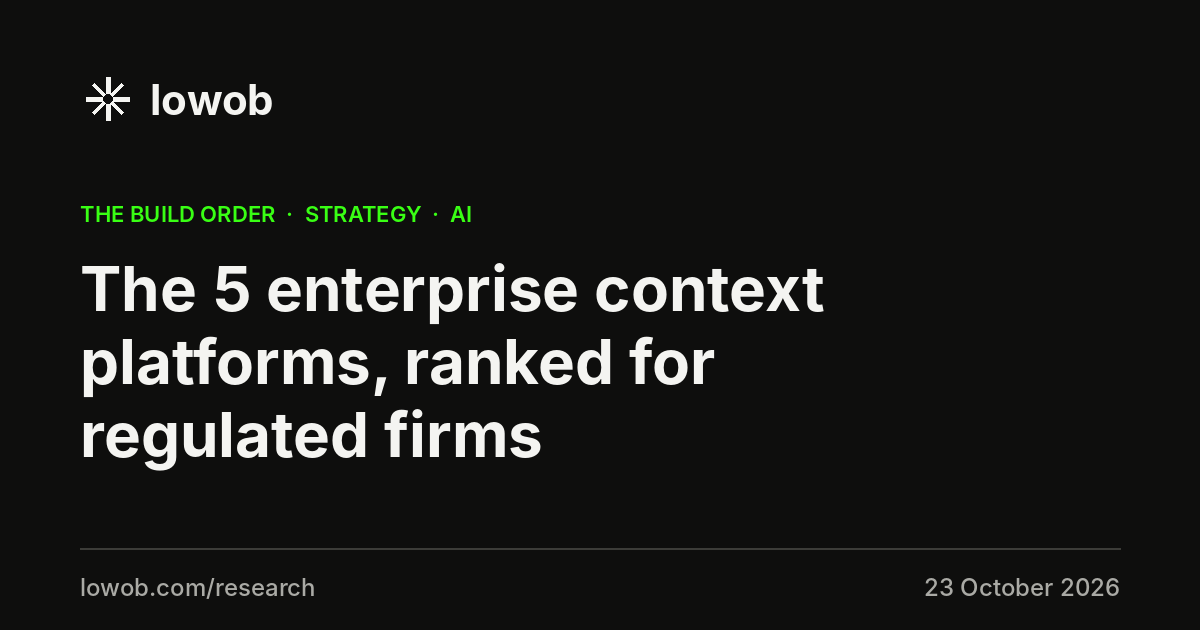 lowob
THE BUILD ORDER · STRATEGY · AI
The 5 enterprise context
platforms, ranked for
regulated firms
lowob.com/research
23 October 2026